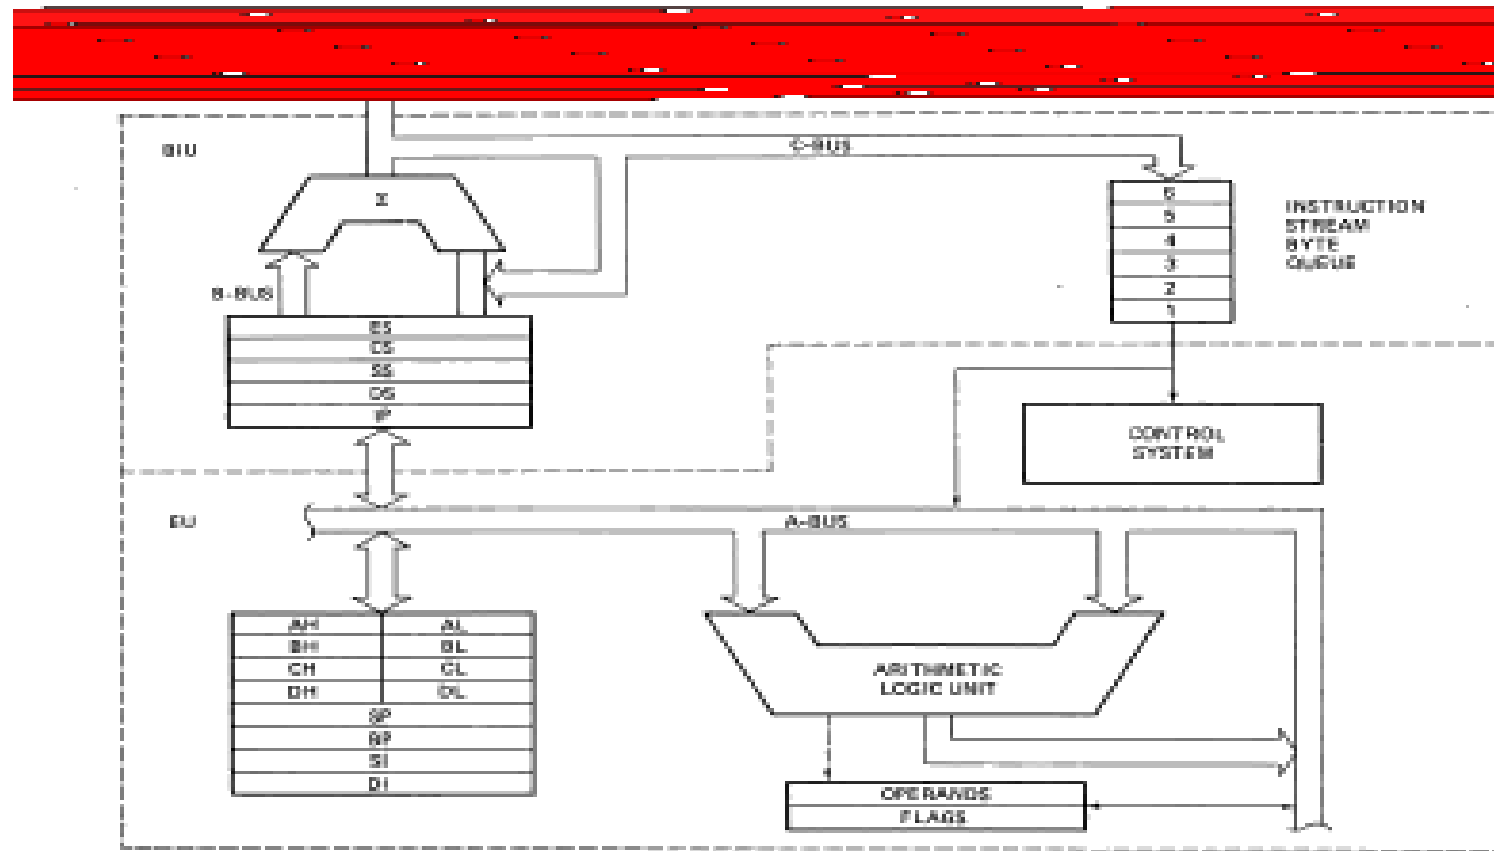 BIU
C-BUS
Σ
6
5
4
3
2
1
INSTRUCTION
STREAM
BYTE
QUEUE
B-BUS
ES
CS
SS
DS
IP
CONTROL
SYSTEM
EU
A-BUS
AH AL
BH BL
CH CL
DH DL
SP
BP
SI
DI
ARITHMETIC
LOGIC UNIT
OPERANDS
FLAGS